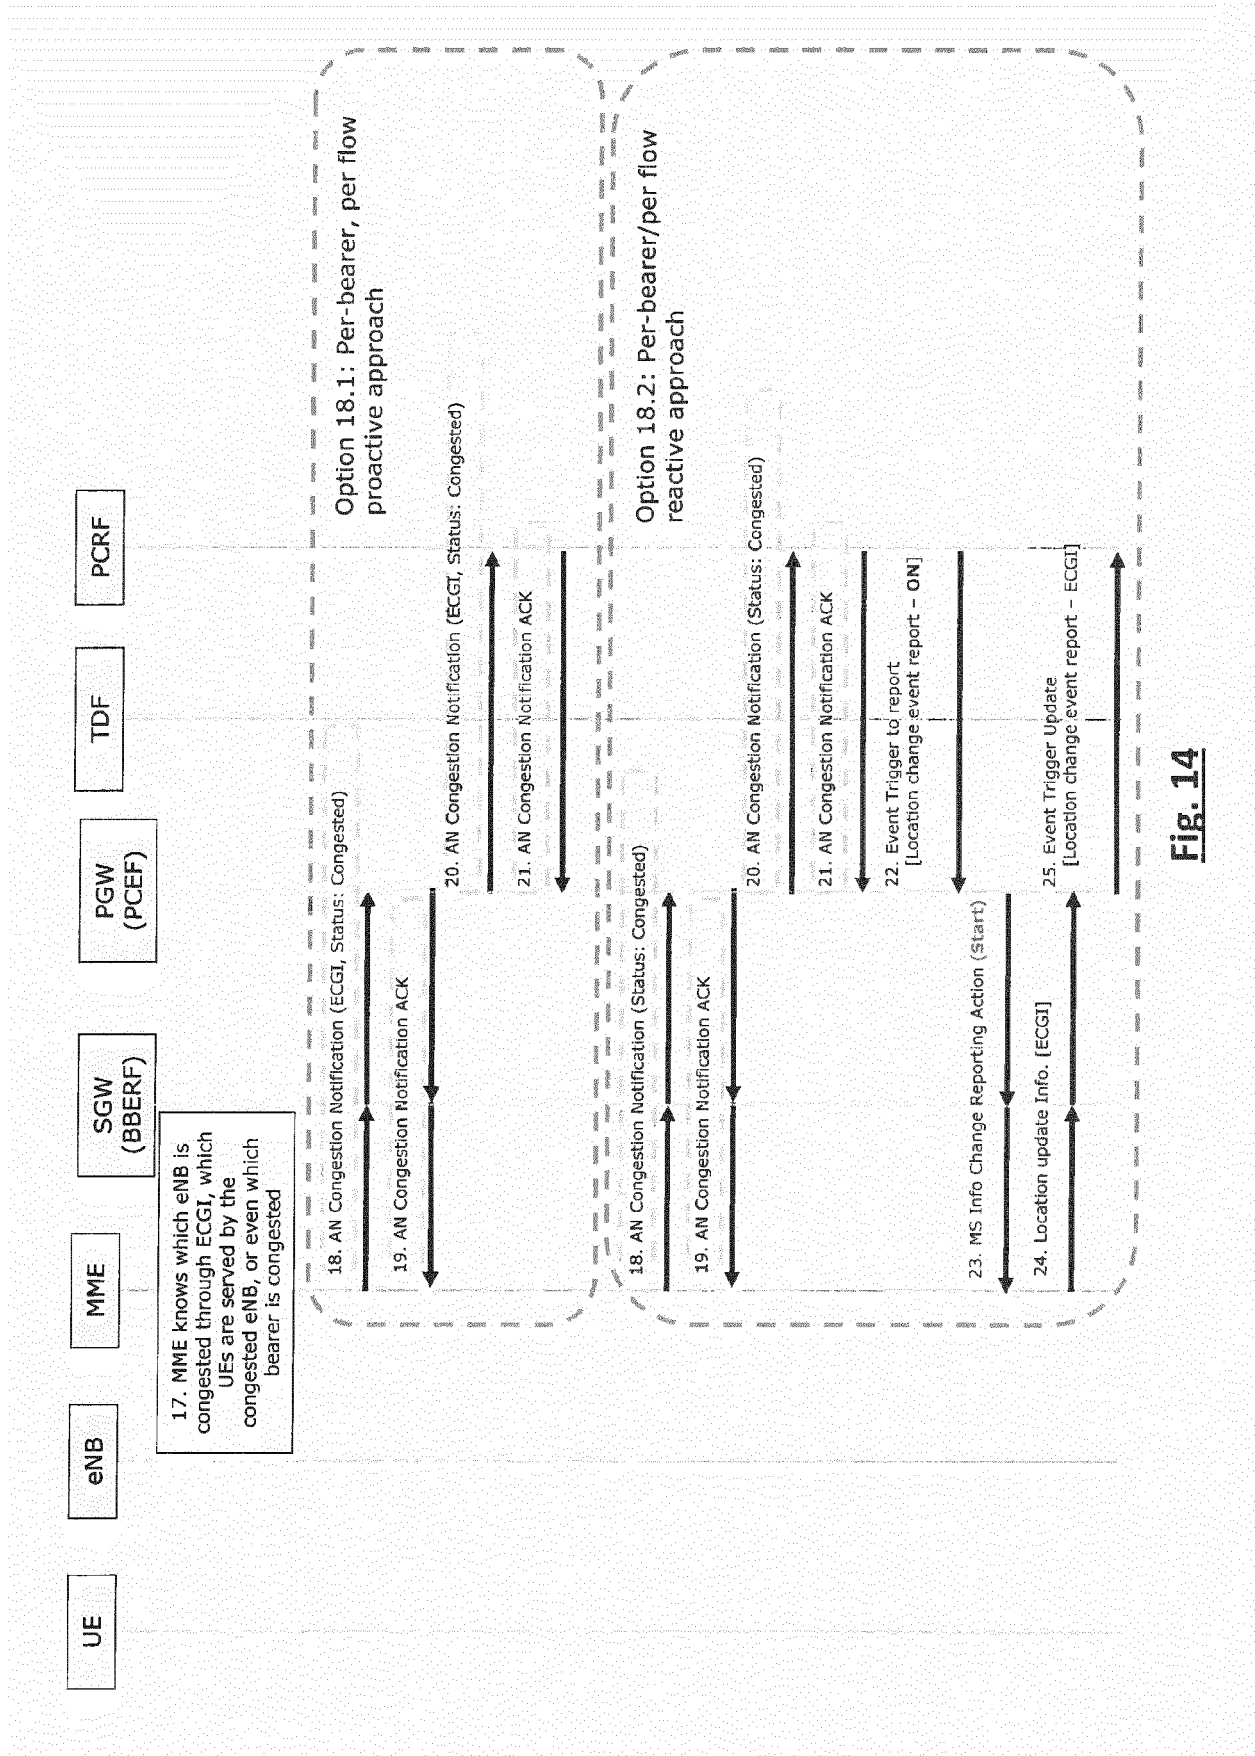 UE
eNB
MME
SGW
(BBERF)
PGW
(PCEF)
TDF
PCRF
17. MME knows which eNB is
congested through ECGI, which
UEs are served by the
congested eNB, or even which
bearer is congested
Option 18.1: Per-bearer, per flow
proactive approach
18. AN Congestion Notification (ECGI, Status: Congested)
19. AN Congestion Notification ACK
20. AN Congestion Notification (ECGI, Status: Congested)
21. AN Congestion Notification ACK
Option 18.2: Per-bearer/per flow
reactive approach
18. AN Congestion Notification (Status: Congested)
19. AN Congestion Notification ACK
20. AN Congestion Notification (Status: Congested)
21. AN Congestion Notification ACK
22. Event Trigger to report
[Location change event report – ON]
23. MS Info Change Reporting Action (Start)
24. Location update Info. [ECGI]
25. Event Trigger Update
[Location change event report – ECGI]
Fig. 14